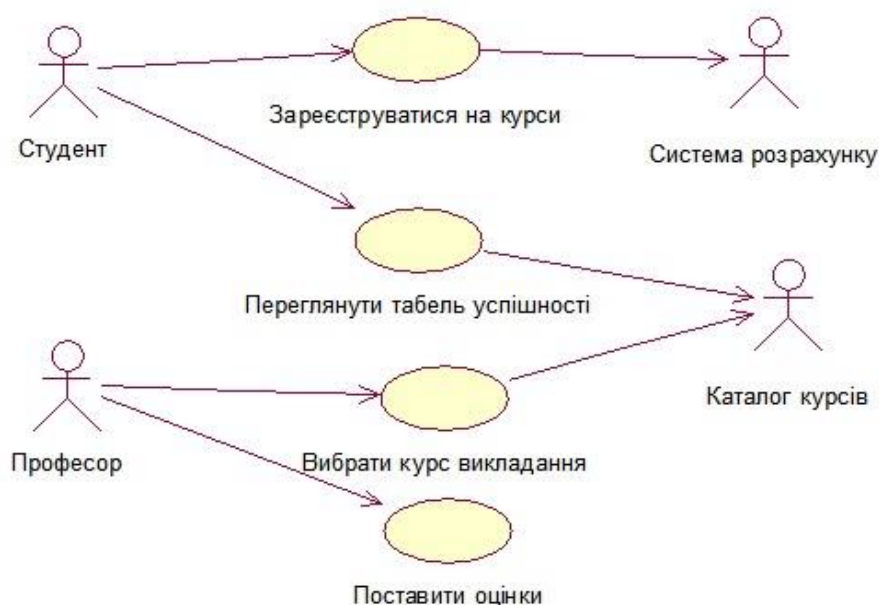 Зареєструватися на курси
Студент
Система розрахунку
Переглянути табель успішності
Каталог курсів
Професор
Вибрати курс викладання
Поставити оцінки